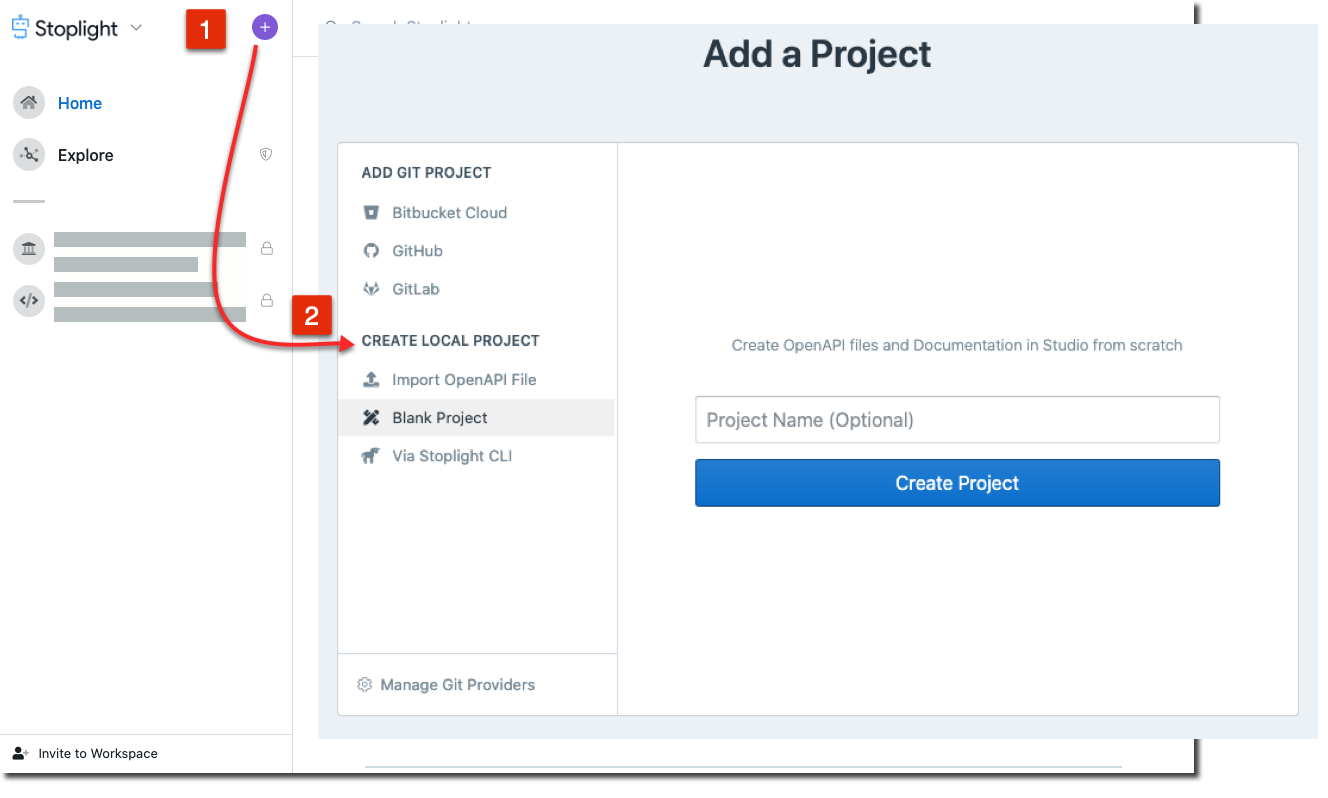 Stoplight
1
+
Home
Explore
</>
Invite to Workspace
Add a Project
ADD GIT PROJECT
Bitbucket Cloud
GitHub
GitLab
2
CREATE LOCAL PROJECT
Import OpenAPI File
Blank Project
Via Stoplight CLI
Manage Git Providers
Create OpenAPI files and Documentation in Studio from scratch
Project Name (Optional)
Create Project